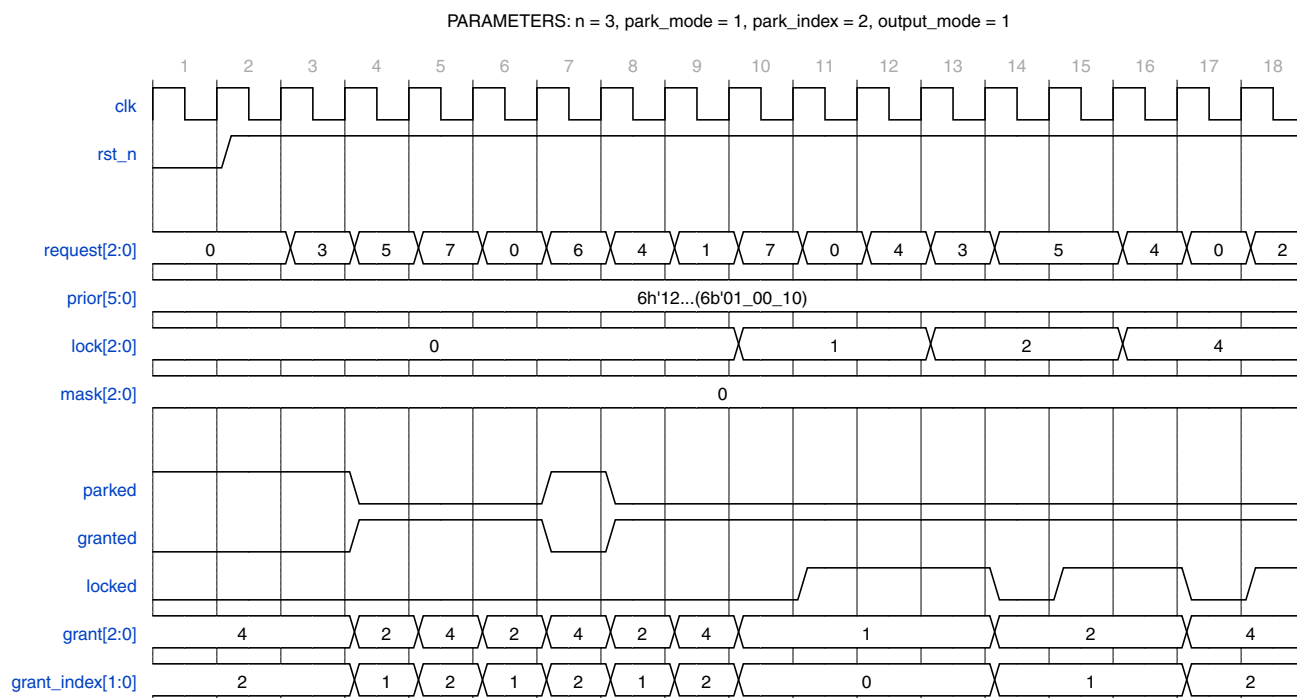 PARAMETERS: n = 3, park_mode = 1, park_index = 2, output_mode = 1
1 2 3 4 5 6 7 8 9 10 11 12 13 14 15 16 17 18
clk
rst_n
request[2:0] 0 3 5 7 0 6 4 1 7 0 4 3 5 4 0 2
prior[5:0] 6h'12...(6b'01_00_10)
lock[2:0] 0 1 2 4
mask[2:0] 0
parked
granted
locked
grant[2:0] 4 2 4 2 4 2 4 1 2 4
grant_index[1:0] 2 1 2 1 2 1 2 0 1 2